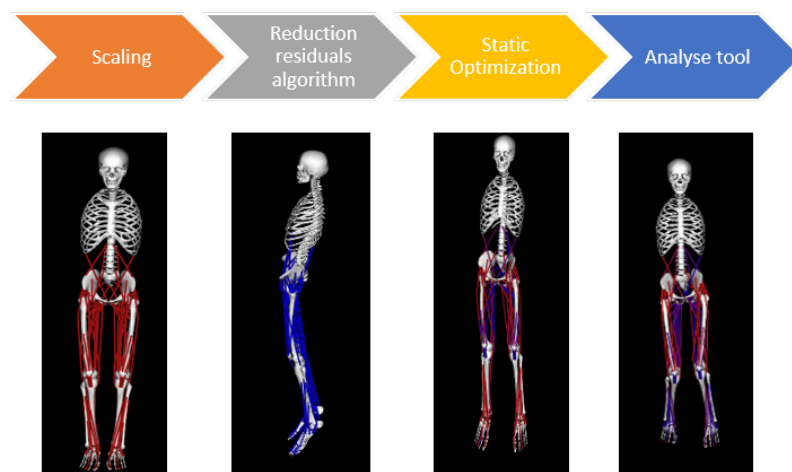 Scaling
Reduction
residuals
algorithm
Static
Optimization
Analyse tool